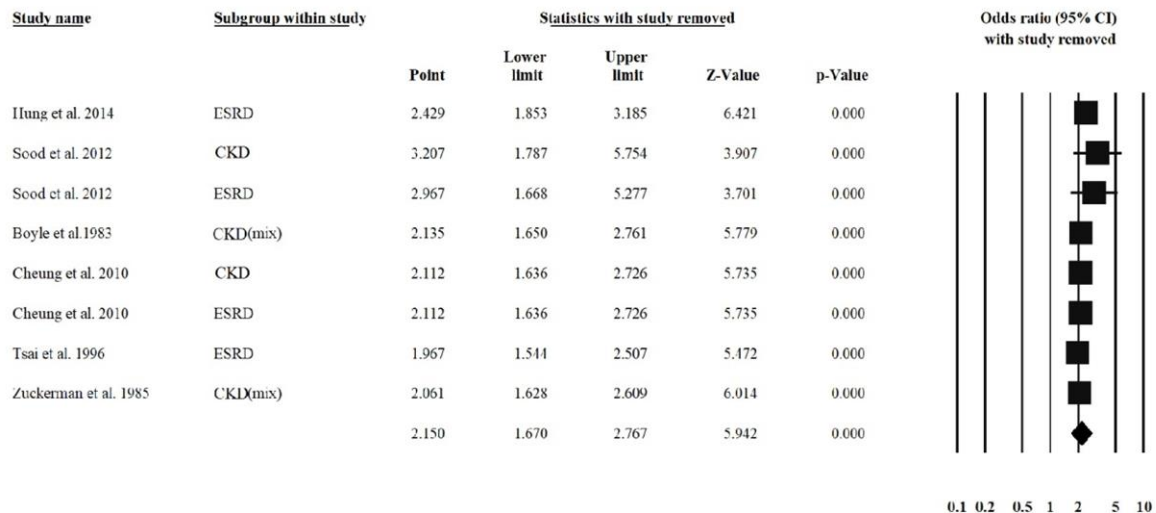 Study name Subgroup within study Statistics with study removed Odds ratio (95% CI)
with study removed
Lower Upper
Point limit limit Z-Value p-Value
Hung et al. 2014 ESRD 2.429 1.853 3.185 6.421 0.000
Sood et al. 2012 CKD 3.207 1.787 5.754 3.907 0.000
Sood et al. 2012 ESRD 2.967 1.668 5.277 3.701 0.000
Boyle et al.1983 CKD(mix) 2.135 1.650 2.761 5.779 0.000
Cheung et al. 2010 CKD 2.112 1.636 2.726 5.735 0.000
Cheung et al. 2010 ESRD 2.112 1.636 2.726 5.735 0.000
Tsai et al. 1996 ESRD 1.967 1.544 2.507 5.472 0.000
Zuckerman et al. 1985 CKD(mix) 2.061 1.628 2.609 6.014 0.000
2.150 1.670 2.767 5.942 0.000
0.1 0.2 0.5 1 2 5 10